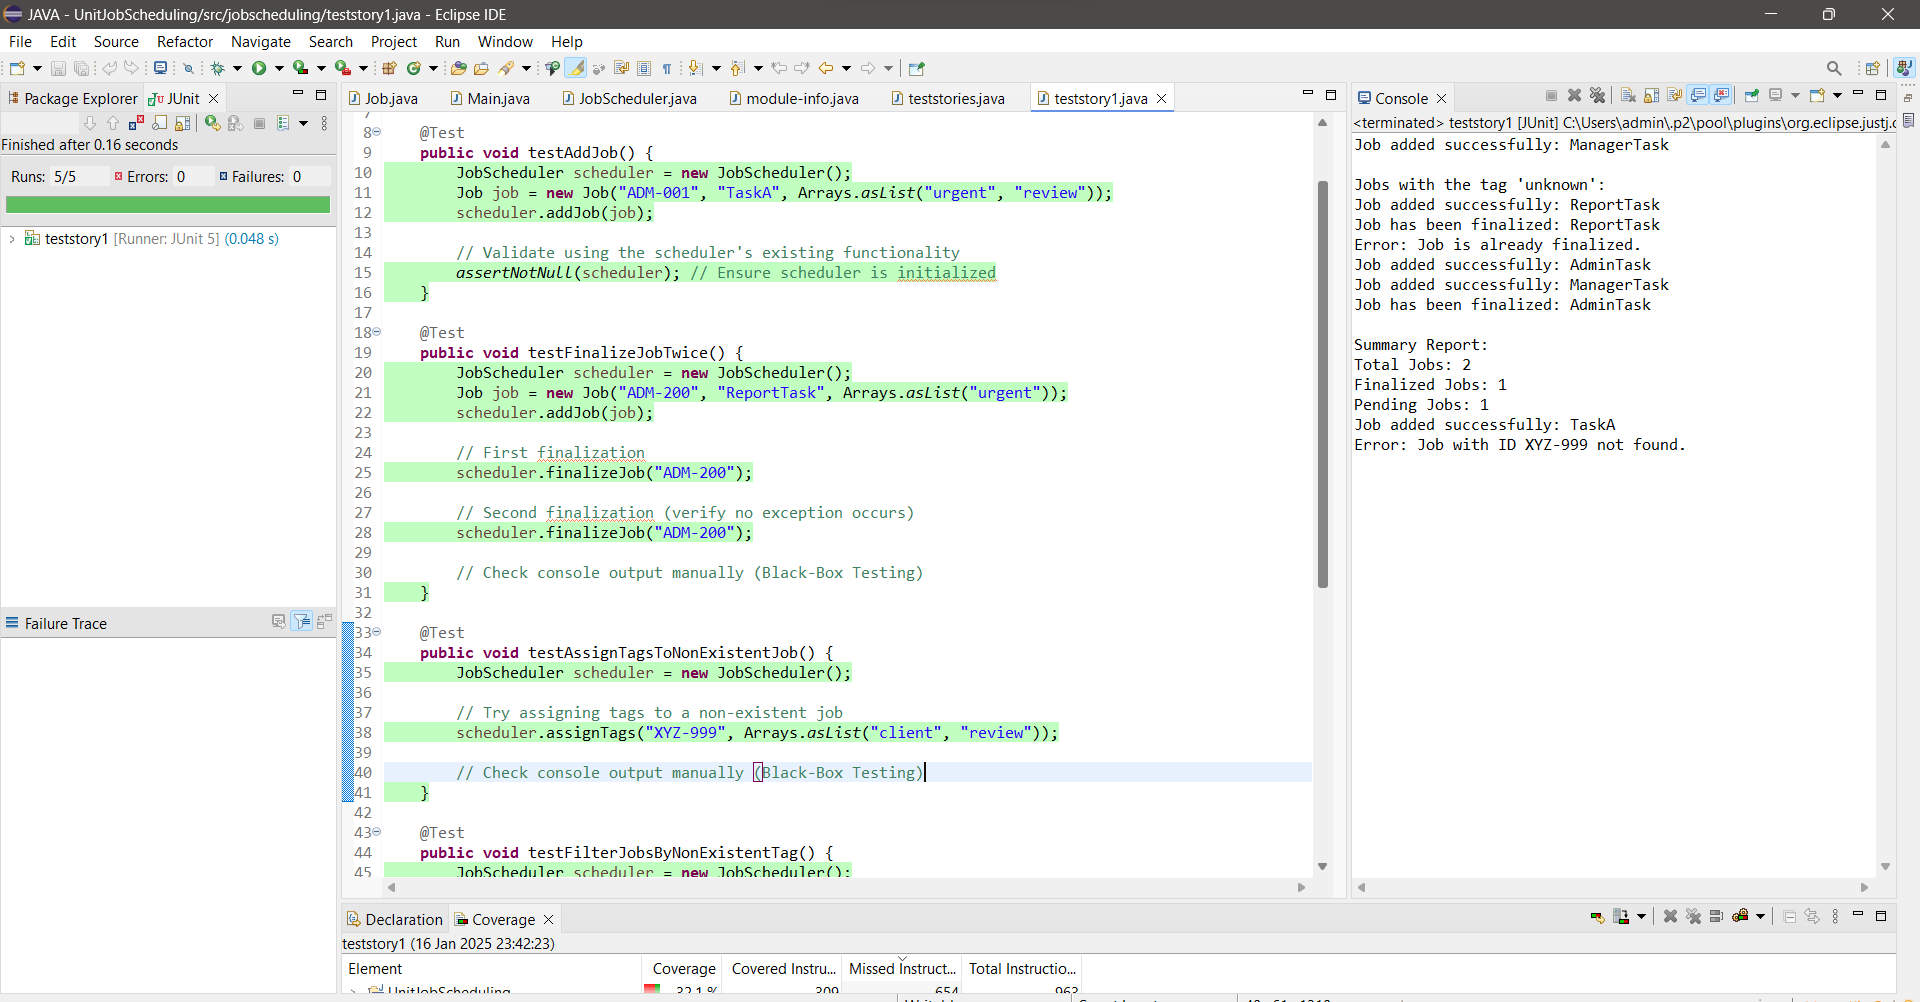 JAVA - UnitJobScheduling/src/jobscheduling/teststory1.java - Eclipse IDE
File Edit Source Refactor Navigate Search Project Run Window Help
Package Explorer JUnit
Finished after 0.16 seconds
Runs: 5/5 Errors: 0 Failures: 0
teststory1 [Runner: JUnit 5] (0.048 s)
Failure Trace
Job.java Main.java JobScheduler.java module-info.java teststories.java teststory1.java
7
8 @Test
9 public void testAddJob() {
10 JobScheduler scheduler = new JobScheduler();
11 Job job = new Job("ADM-001", "TaskA", Arrays.asList("urgent", "review"));
12 scheduler.addJob(job);
13
14 // Validate using the scheduler's existing functionality
15 assertNotNull(scheduler); // Ensure scheduler is initialized
16 }
17
18 @Test
19 public void testFinalizeJobTwice() {
20 JobScheduler scheduler = new JobScheduler();
21 Job job = new Job("ADM-200", "ReportTask", Arrays.asList("urgent"));
22 scheduler.addJob(job);
23
24 // First finalization
25 scheduler.finalizeJob("ADM-200");
26
27 // Second finalization (verify no exception occurs)
28 scheduler.finalizeJob("ADM-200");
29
30 // Check console output manually (Black-Box Testing)
31 }
32
33 @Test
34 public void testAssignTagsToNonExistentJob() {
35 JobScheduler scheduler = new JobScheduler();
36
37 // Try assigning tags to a non-existent job
38 scheduler.assignTags("XYZ-999", Arrays.asList("client", "review"));
39
40 // Check console output manually (Black-Box Testing)
41 }
42
43 @Test
44 public void testFilterJobsByNonExistentTag() {
45 JobScheduler scheduler = new JobScheduler();
Console
<terminated> teststory1 [JUnit] C:\Users\admin\.p2\pool\plugins\org.eclipse.justj.c
Job added successfully: ManagerTask
Jobs with the tag 'unknown':
Job added successfully: ReportTask
Job has been finalized: ReportTask
Error: Job is already finalized.
Job added successfully: AdminTask
Job added successfully: ManagerTask
Job has been finalized: AdminTask
Summary Report:
Total Jobs: 2
Finalized Jobs: 1
Pending Jobs: 1
Job added successfully: TaskA
Error: Job with ID XYZ-999 not found.
Declaration Coverage
teststory1 (16 Jan 2025 23:42:23)
Element Coverage Covered Instru... Missed Instruct... Total Instructio...
UnitJobScheduling 32.1 % 309 654 963